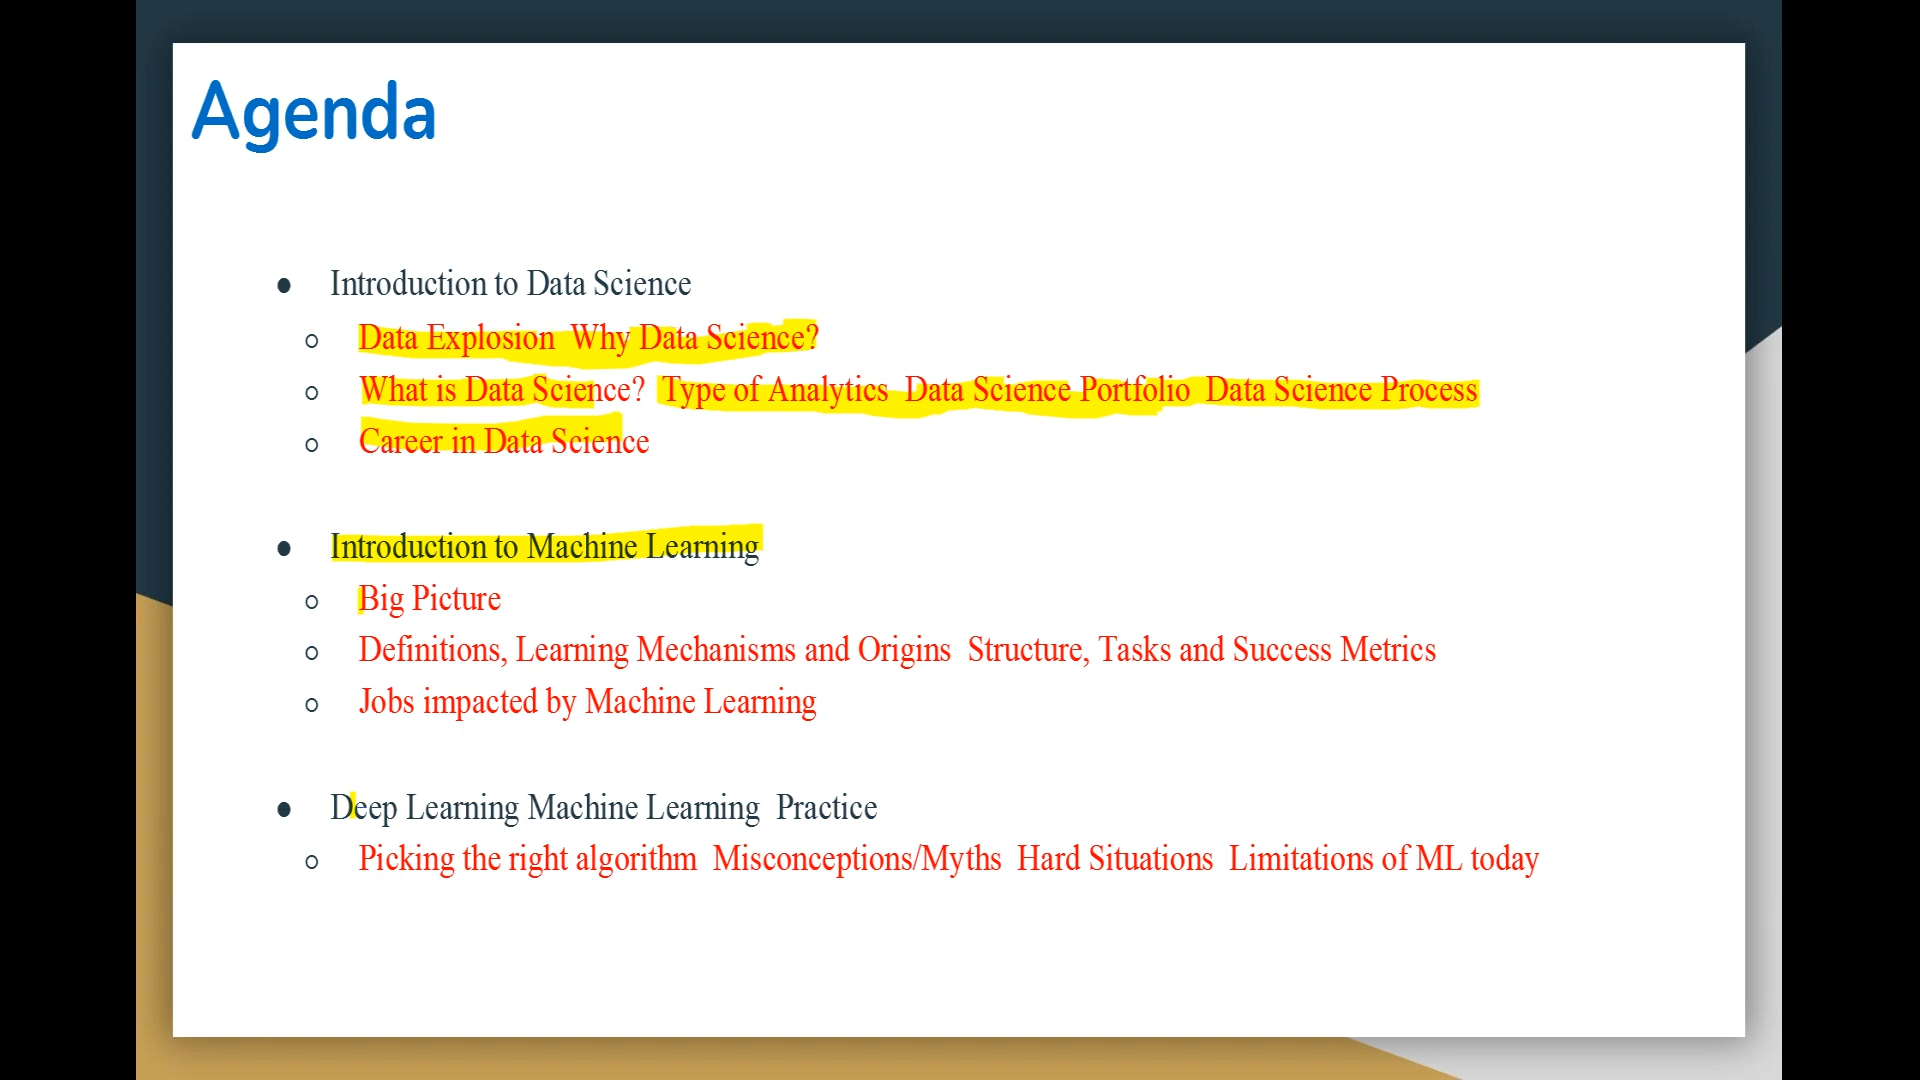 Agenda
● Introduction to Data Science
○ Data Explosion Why Data Science?
○ What is Data Science? Type of Analytics Data Science Portfolio Data Science Process
○ Career in Data Science
● Introduction to Machine Learning
○ Big Picture
○ Definitions, Learning Mechanisms and Origins Structure, Tasks and Success Metrics
○ Jobs impacted by Machine Learning
● Deep Learning Machine Learning Practice
○ Picking the right algorithm Misconceptions/Myths Hard Situations Limitations of ML today